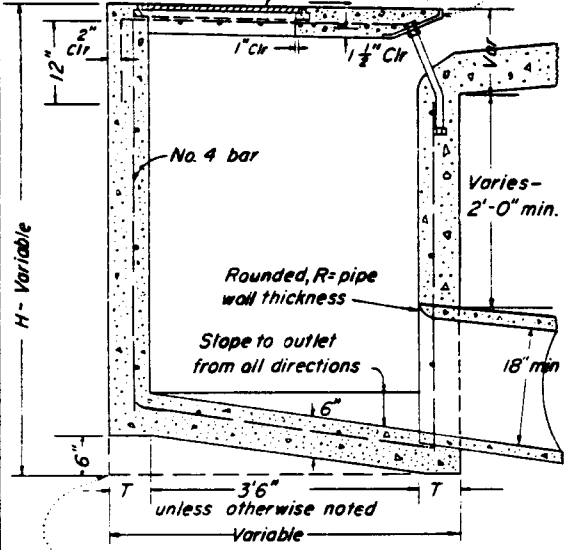 2"
Clr
12"
1" Clr
1 1/2" Clr
Var
No. 4 bar
Varies-
2'-0" min.
H - Variable
Rounded, R= pipe
wall thickness
Slope to outlet
from all directions
18" min
6"
6"
T
3'6"
T
unless otherwise noted
Variable